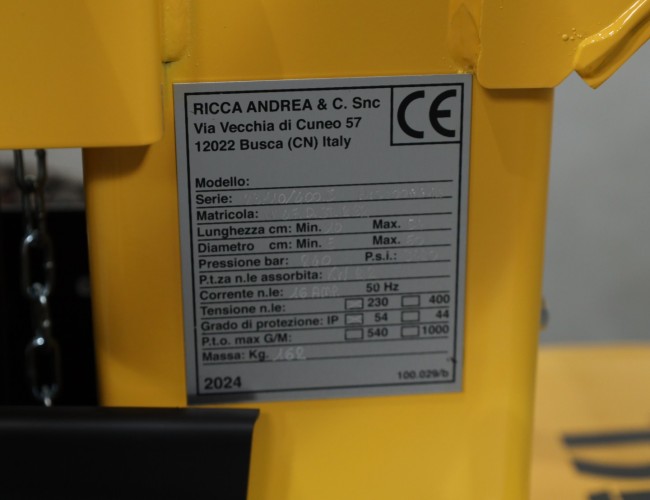 RICCA ANDREA & C. Snc
Via Vecchia di Cuneo 57
12022 Busca (CN) Italy
CE
Modello:
Serie:
Matricola:
Lunghezza cm: Min. Max.
Diametro cm: Min. Max.
Pressione bar: P.s.i.:
P.t.za n.le assorbita:
Corrente n.le: 50 Hz
Tensione n.le: 230 400
Grado di protezione: IP 54 44
P.t.o. max G/M: 540 1000
Massa: Kg. 162
2024 100.029/b